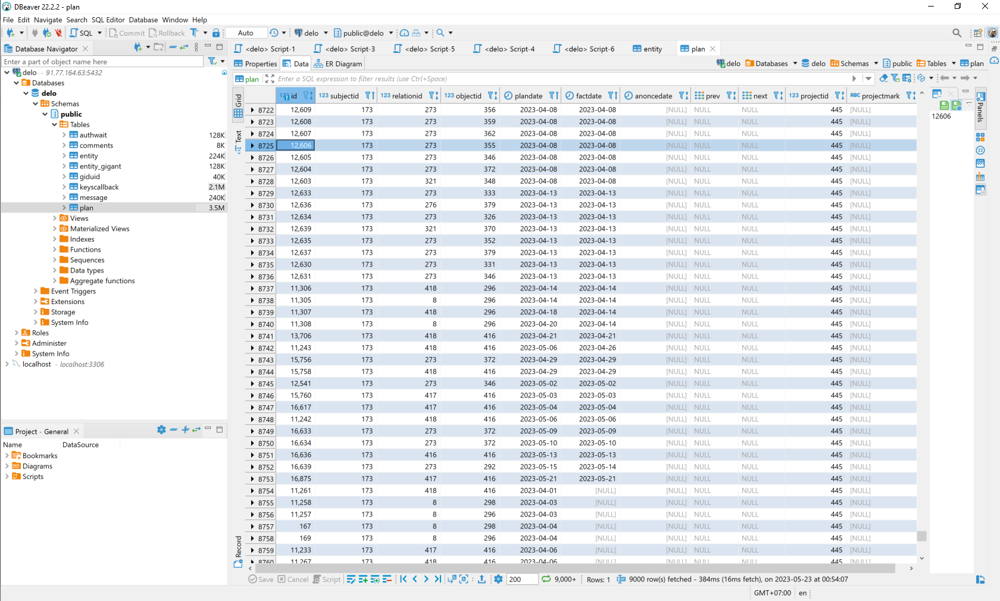 DBeaver 22.2.2 - plan
File Edit Navigate Search SQL Editor Database Window Help
SQL Commit Rollback T Auto delo public@delo
Database Navigator
Enter a part of object name here
delo - 91.77.164.63:5432
Databases
delo
Schemas
public
Tables
authwait 128K
comments 8K
entity 224K
entity_gigant 128K
giduid 40K
keyscallback 2.1M
message 240K
plan 3.5M
Views
Materialized Views
Indexes
Functions
Sequences
Data types
Aggregate functions
Event Triggers
Extensions
Storage
System Info
Roles
Administer
System Info
localhost - localhost:3306
Project - General
Name DataSource
Bookmarks
Diagrams
Scripts
<delo> Script-1 <delo> Script-3 <delo> Script-5 <delo> Script-4 <delo> Script-6 entity plan
Properties Data ER Diagram delo Databases delo Schemas public Tables plan
plan Enter a SQL expression to filter results (use Ctrl+Space)
Grid
Text
Record
123 id 123 subjectid 123 relationid 123 objectid plandate factdate anoncedate prev next 123 projectid ABC projectmark
8722 12,609 173 273 356 2023-04-08 2023-04-08 [NULL] NULL NULL 445 [NULL]
8723 12,608 173 273 359 2023-04-08 2023-04-08 [NULL] NULL NULL 445 [NULL]
8724 12,607 173 273 362 2023-04-08 2023-04-08 [NULL] NULL NULL 445 [NULL]
8725 12,606 173 273 355 2023-04-08 2023-04-08 [NULL] NULL NULL 445 [NULL]
8726 12,605 173 273 346 2023-04-08 2023-04-08 [NULL] NULL NULL 445 [NULL]
8727 12,604 173 273 372 2023-04-08 2023-04-08 [NULL] NULL NULL 445 [NULL]
8728 12,603 173 321 348 2023-04-08 2023-04-08 [NULL] NULL NULL 445 [NULL]
8729 12,633 173 273 333 2023-04-13 2023-04-13 [NULL] NULL NULL 445 [NULL]
8730 12,636 173 276 379 2023-04-13 2023-04-13 [NULL] NULL NULL 445 [NULL]
8731 12,634 173 273 326 2023-04-13 2023-04-13 [NULL] NULL NULL 445 [NULL]
8732 12,639 173 321 370 2023-04-13 2023-04-13 [NULL] NULL NULL 445 [NULL]
8733 12,635 173 273 352 2023-04-13 2023-04-13 [NULL] NULL NULL 445 [NULL]
8734 12,637 173 273 379 2023-04-13 2023-04-13 [NULL] NULL NULL 445 [NULL]
8735 12,630 173 273 331 2023-04-13 2023-04-13 [NULL] NULL NULL 445 [NULL]
8736 12,631 173 273 346 2023-04-13 2023-04-13 [NULL] NULL NULL 445 [NULL]
8737 11,306 173 418 296 2023-04-14 2023-04-14 [NULL] NULL NULL 445 [NULL]
8738 11,305 173 8 296 2023-04-14 2023-04-14 [NULL] NULL NULL 445 [NULL]
8739 11,307 173 418 296 2023-04-18 2023-04-14 [NULL] NULL NULL 445 [NULL]
8740 11,308 173 8 296 2023-04-20 2023-04-14 [NULL] NULL NULL 445 [NULL]
8741 13,706 173 418 416 2023-04-21 2023-04-21 [NULL] NULL NULL 445 [NULL]
8742 11,243 173 418 416 2023-05-06 2023-04-26 [NULL] NULL NULL 445 [NULL]
8743 15,756 173 273 372 2023-04-29 2023-04-29 [NULL] NULL NULL 445 [NULL]
8744 15,758 173 418 416 2023-04-29 2023-04-29 [NULL] NULL NULL 445 [NULL]
8745 12,541 173 273 346 2023-05-02 2023-05-02 [NULL] NULL NULL 445 [NULL]
8746 15,760 173 417 416 2023-05-03 2023-05-03 [NULL] NULL NULL 445 [NULL]
8747 16,617 173 417 416 2023-05-04 2023-05-04 [NULL] NULL NULL 445 [NULL]
8748 11,242 173 418 416 2023-05-06 2023-05-06 [NULL] NULL NULL 445 [NULL]
8749 16,633 173 273 372 2023-05-09 2023-05-09 [NULL] NULL NULL 445 [NULL]
8750 16,634 173 273 372 2023-05-10 2023-05-10 [NULL] NULL NULL 445 [NULL]
8751 16,636 173 416 416 2023-05-13 2023-05-13 [NULL] NULL NULL 445 [NULL]
8752 16,639 173 273 292 2023-05-15 2023-05-14 [NULL] NULL NULL 445 [NULL]
8753 16,875 173 417 416 2023-05-21 2023-05-21 [NULL] NULL NULL 445 [NULL]
8754 11,261 173 418 416 2023-04-01 [NULL] [NULL] NULL NULL 445 [NULL]
8755 11,258 173 8 298 2023-04-03 [NULL] [NULL] NULL NULL 445 [NULL]
8756 11,257 173 8 296 2023-04-03 [NULL] [NULL] NULL NULL 445 [NULL]
8757 167 173 8 298 2023-04-04 [NULL] [NULL] NULL NULL 445 [NULL]
8758 169 173 8 296 2023-04-04 [NULL] [NULL] NULL NULL 445 [NULL]
8759 11,233 173 417 416 2023-04-06 [NULL] [NULL] NULL NULL 445 [NULL]
8760 11,267 173 418 416 2023-04-06 [NULL] [NULL] NULL NULL 445 [NULL]
12606
Panels
Save Cancel Script 200 9,000+ Rows: 1 9000 row(s) fetched - 384ms (16ms fetch), on 2023-05-23 at 00:54:07
GMT+07:00 en